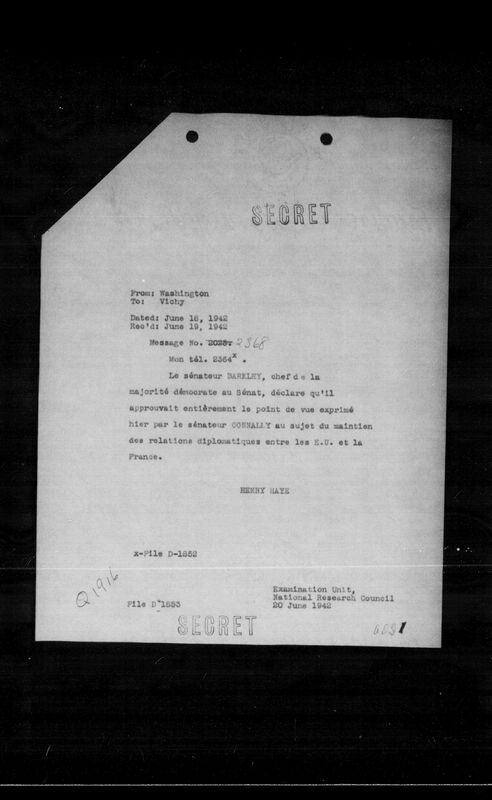 SECRET
From: Washington
To: Vichy
Dated: June 18, 1942
Rec'd: June 19, 1942
Message No. 2368
Mon tél. 2364x .
Le sénateur BARKLEY, chef de la
majorité démocrate au Sénat, déclare qu'il
approuvait entièrement le point de vue exprimé
hier par le sénateur CONNALLY au sujet du maintien
des relations diplomatiques entre les E.U. et la
France.
HENRY HAYE
x-File D-1852
Q1916
Examination Unit,
National Research Council
File D-1853
20 June 1942
SECRET